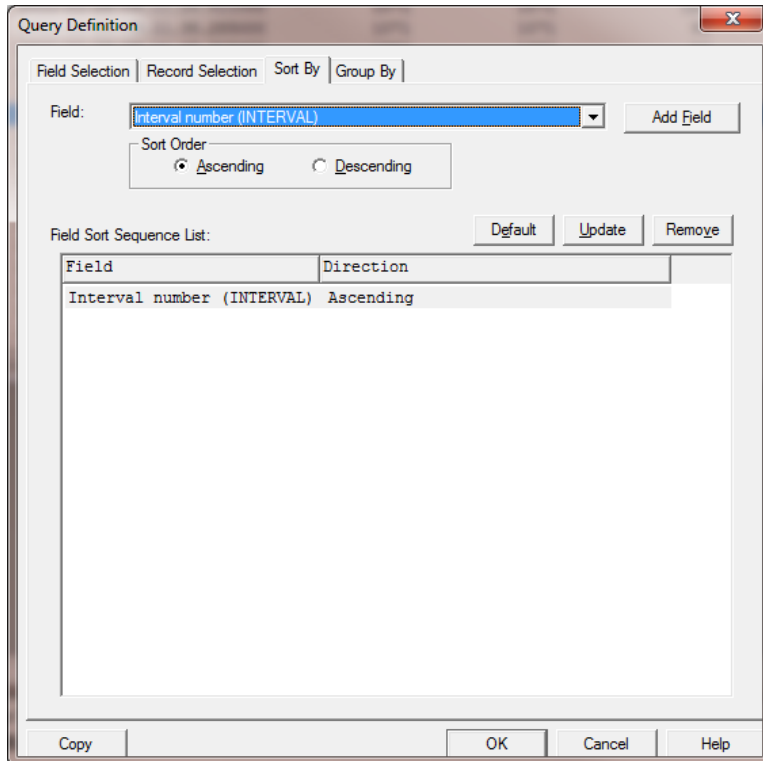 Query Definition
Field Selection Record Selection Sort By Group By
Field: Interval number (INTERVAL) Add Field
Sort Order
Ascending Descending
Field Sort Sequence List: Default Update Remove
Field Direction
Interval number (INTERVAL) Ascending
Copy OK Cancel Help